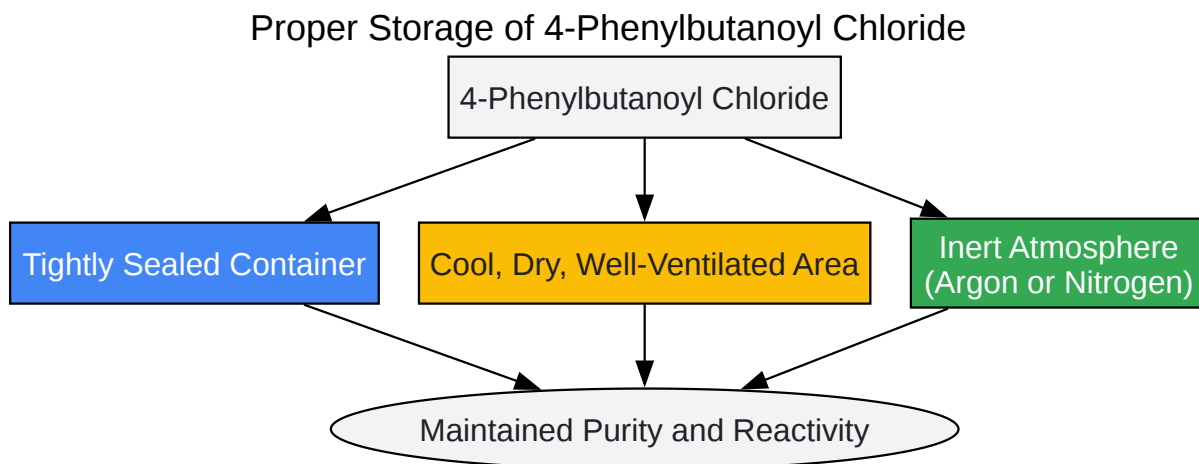 Proper Storage of 4-Phenylbutanoyl Chloride
4-Phenylbutanoyl Chloride
Tightly Sealed Container
Cool, Dry, Well-Ventilated Area
Inert Atmosphere
(Argon or Nitrogen)
Maintained Purity and Reactivity